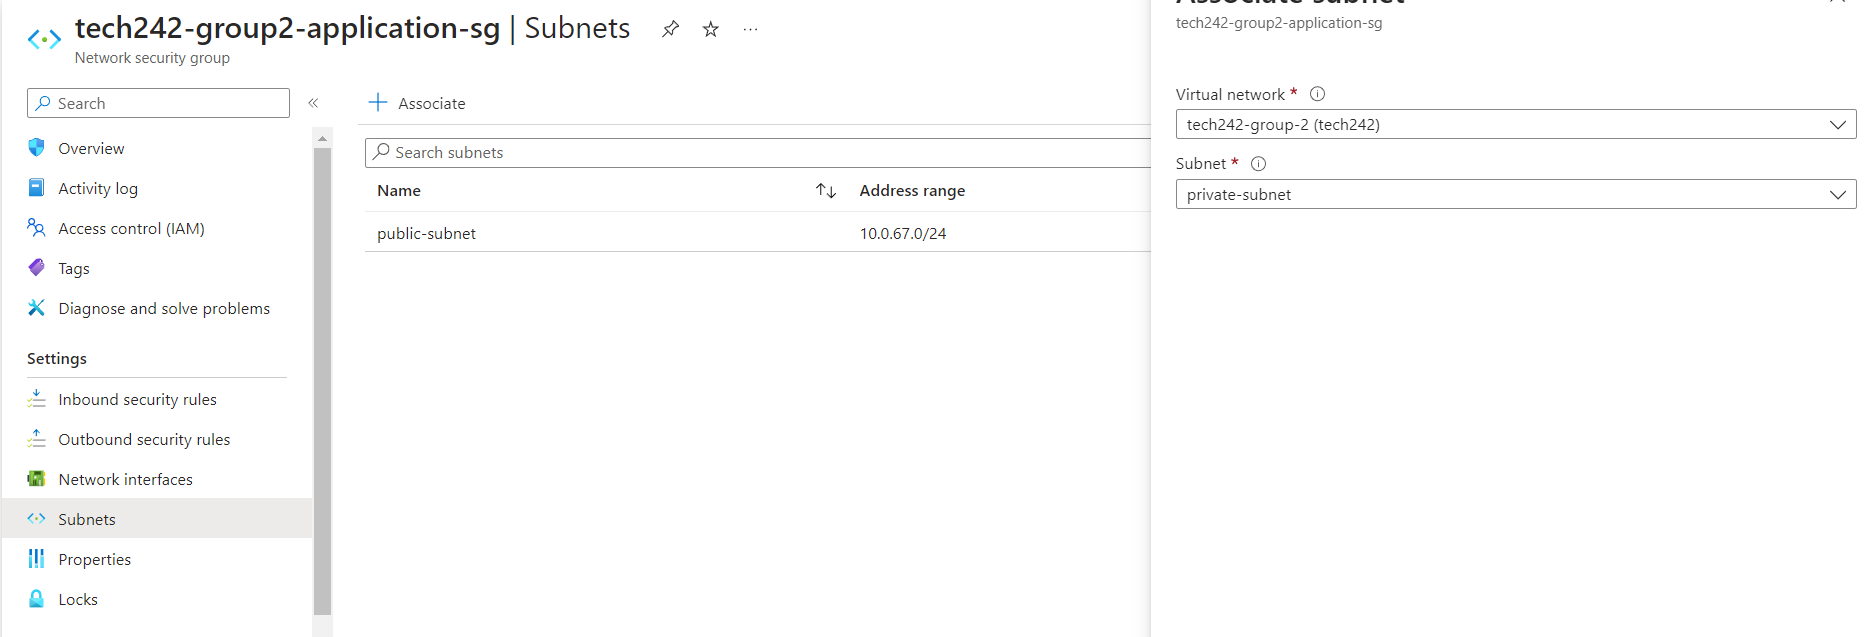 tech242-group2-application-sg | Subnets
Network security group
Search
Overview
Activity log
Access control (IAM)
Tags
Diagnose and solve problems
Settings
Inbound security rules
Outbound security rules
Network interfaces
Subnets
Properties
Locks
Associate
Search subnets
Name Address range
public-subnet 10.0.67.0/24
Associate subnet
tech242-group2-application-sg
Virtual network *
tech242-group-2 (tech242)
Subnet *
private-subnet